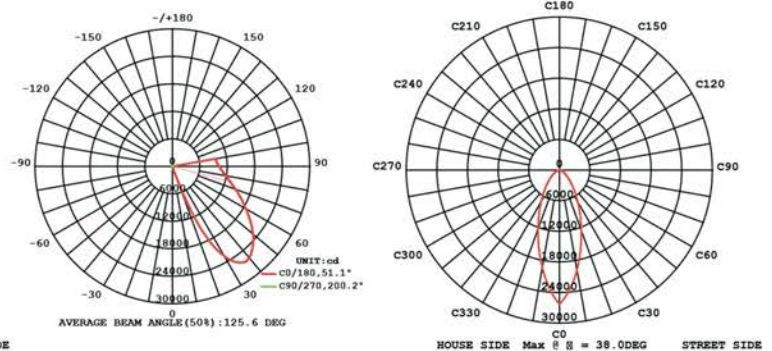 -/+180
-150
150
-120
120
-90
90
-60
60
-30
30
0
0
6000
12000
18000
24000
30000
UNIT:cd
C0/180,51.1°
C90/270,200.2°
AVERAGE BEAM ANGLE(50%):125.6 DEG
DE
C180
C210
C150
C240
C120
C270
C90
C300
C60
C330
C30
C0
0
6000
12000
18000
24000
30000
HOUSE SIDE Max @ = 38.0DEG STREET SIDE